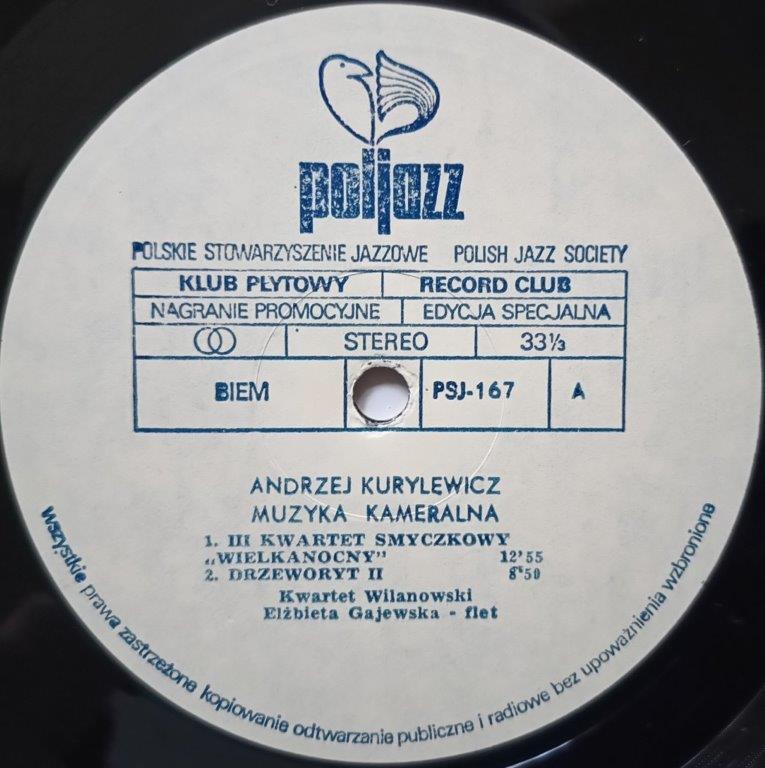 poljazz
POLSKIE STOWARZYSZENIE JAZZOWE POLISH JAZZ SOCIETY
KLUB PŁYTOWY RECORD CLUB
NAGRANIE PROMOCYJNE EDYCJA SPECJALNA
STEREO 33⅓
BIEM PSJ-167 A
ANDRZEJ KURYLEWICZ
MUZYKA KAMERALNA
1. III KWARTET SMYCZKOWY
„WIELKANOCNY” 12'55
2. DRZEWORYT II 8'50
Kwartet Wilanowski
Elżbieta Gajewska - flet
Wszystkie prawa zastrzeżone kopiowanie odtwarzanie publiczne i radiowe bez upoważnienia wzbronione